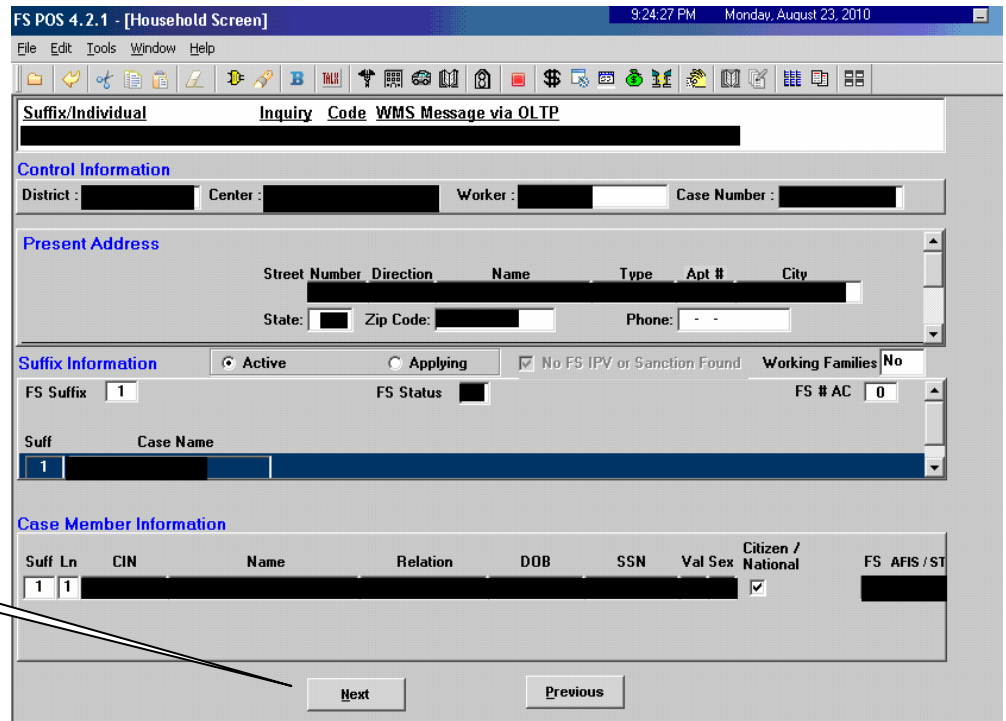 FS POS 4.2.1 - [Household Screen] 9:24:27 PM Monday, August 23, 2010
File Edit Tools Window Help
B TALX $ $
Suffix/Individual Inquiry Code WMS Message via OLTP
Control Information
District : Center : Worker : Case Number :
Present Address
Street Number Direction Name Type Apt # City
State: Zip Code: Phone: - -
Suffix Information Active Applying No FS IPV or Sanction Found Working Families No
FS Suffix 1 FS Status FS # AC 0
Suff Case Name
1
Case Member Information
Suff Ln CIN Name Relation DOB SSN Val Sex Citizen / National FS AFIS / ST
1 1
Next Previous